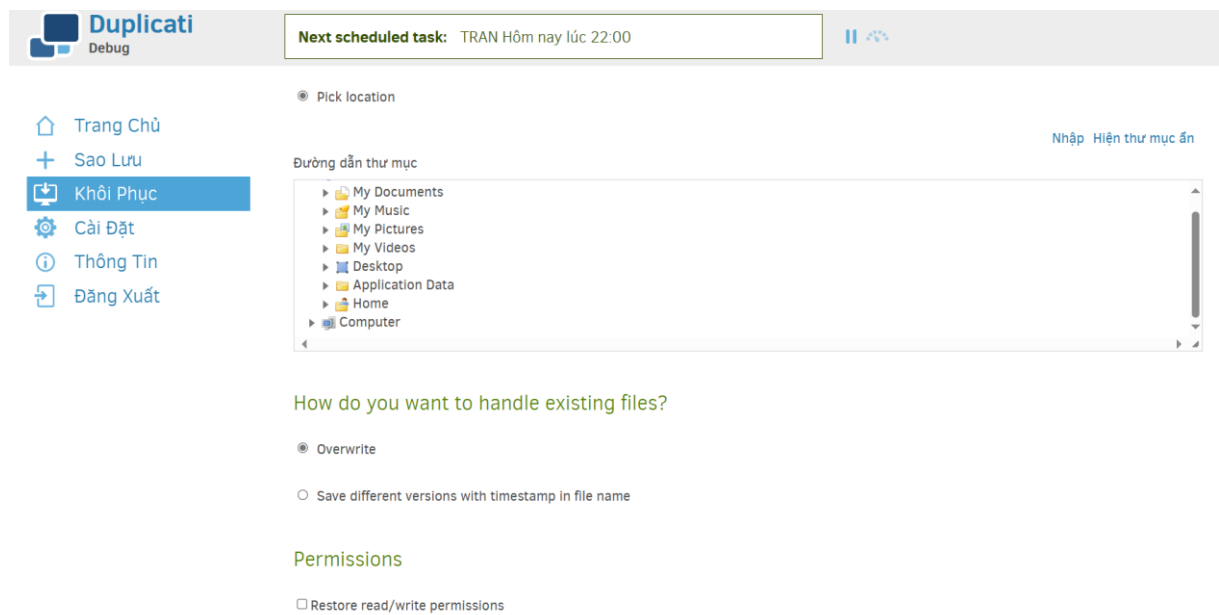 Duplicati
Debug
Next scheduled task: TRAN Hôm nay lúc 22:00
Trang Chủ
Sao Lưu
Khôi Phục
Cài Đặt
Thông Tin
Đăng Xuất
Pick location
Nhập Hiện thư mục ẩn
Đường dẫn thư mục
My Documents
My Music
My Pictures
My Videos
Desktop
Application Data
Home
Computer
How do you want to handle existing files?
Overwrite
Save different versions with timestamp in file name
Permissions
Restore read/write permissions